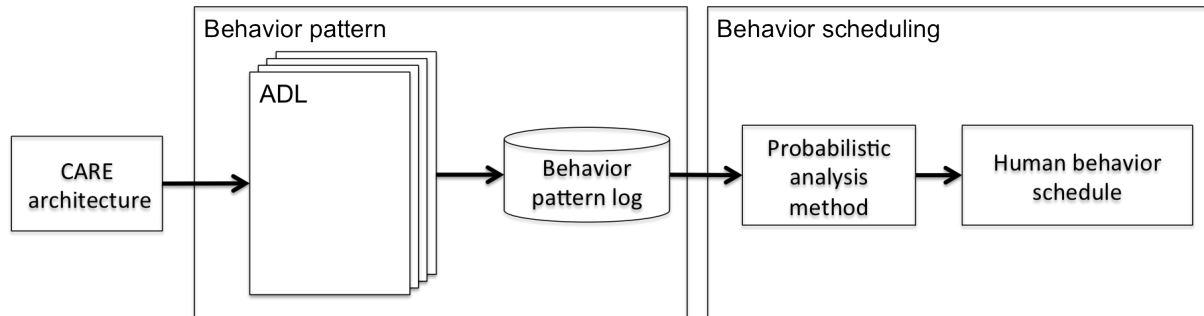 Behavior pattern
Behavior scheduling
ADL
CARE
architecture
Behavior
pattern log
Probabilistic
analysis
method
Human behavior
schedule